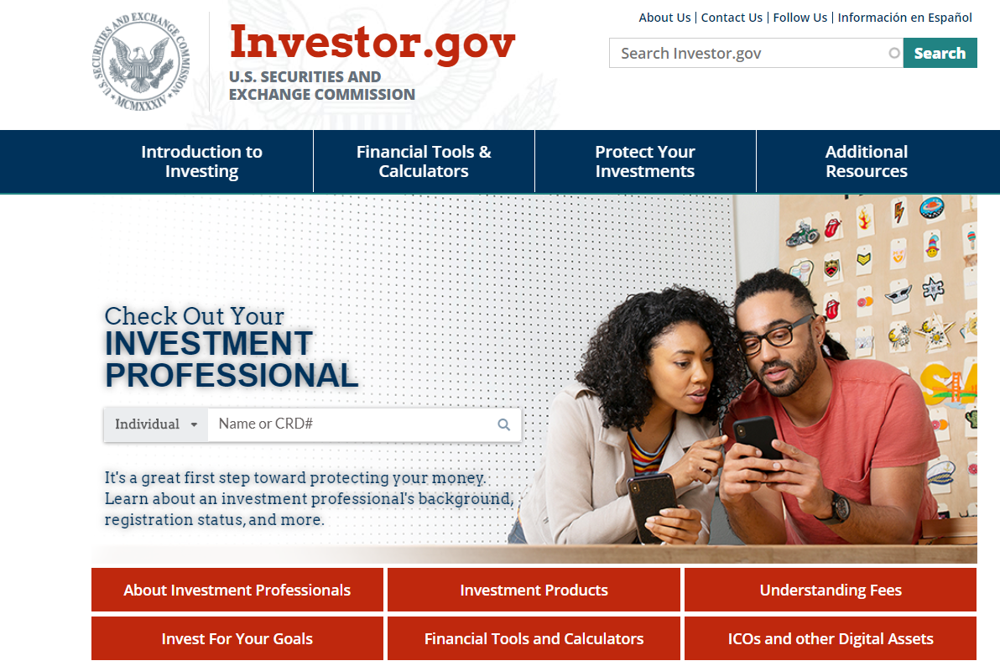 U.S. SECURITIES AND EXCHANGE COMMISSION
MCMXXXIV
Investor.gov
U.S. SECURITIES AND
EXCHANGE COMMISSION
About Us | Contact Us | Follow Us | Información en Español
Search Investor.gov
Search
Introduction to
Investing
Financial Tools &
Calculators
Protect Your
Investments
Additional
Resources
Check Out Your
INVESTMENT
PROFESSIONAL
Individual
Name or CRD#
It's a great first step toward protecting your money.
Learn about an investment professional's background,
registration status, and more.
About Investment Professionals
Investment Products
Understanding Fees
Invest For Your Goals
Financial Tools and Calculators
ICOs and other Digital Assets